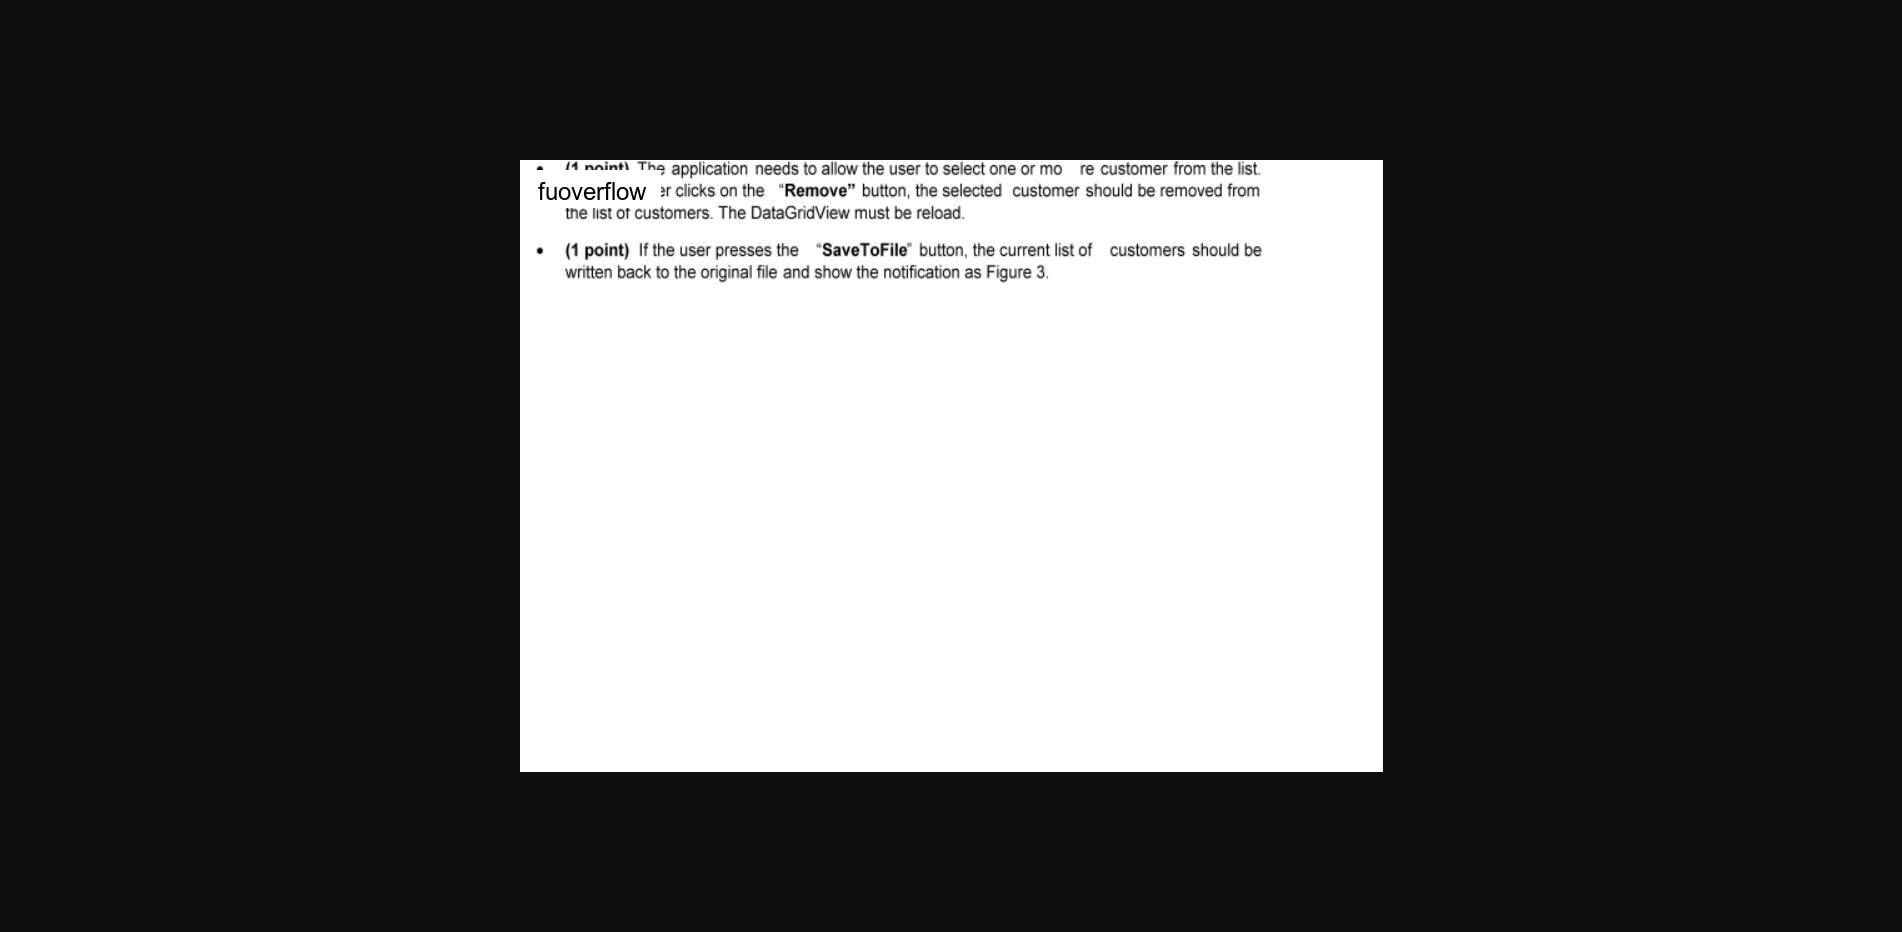 • (1 point) The application needs to allow the user to select one or mo re customer from the list.
fuoverflow er clicks on the “Remove” button, the selected customer should be removed from
the list of customers. The DataGridView must be reload.
• (1 point) If the user presses the “SaveToFile” button, the current list of customers should be
written back to the original file and show the notification as Figure 3.